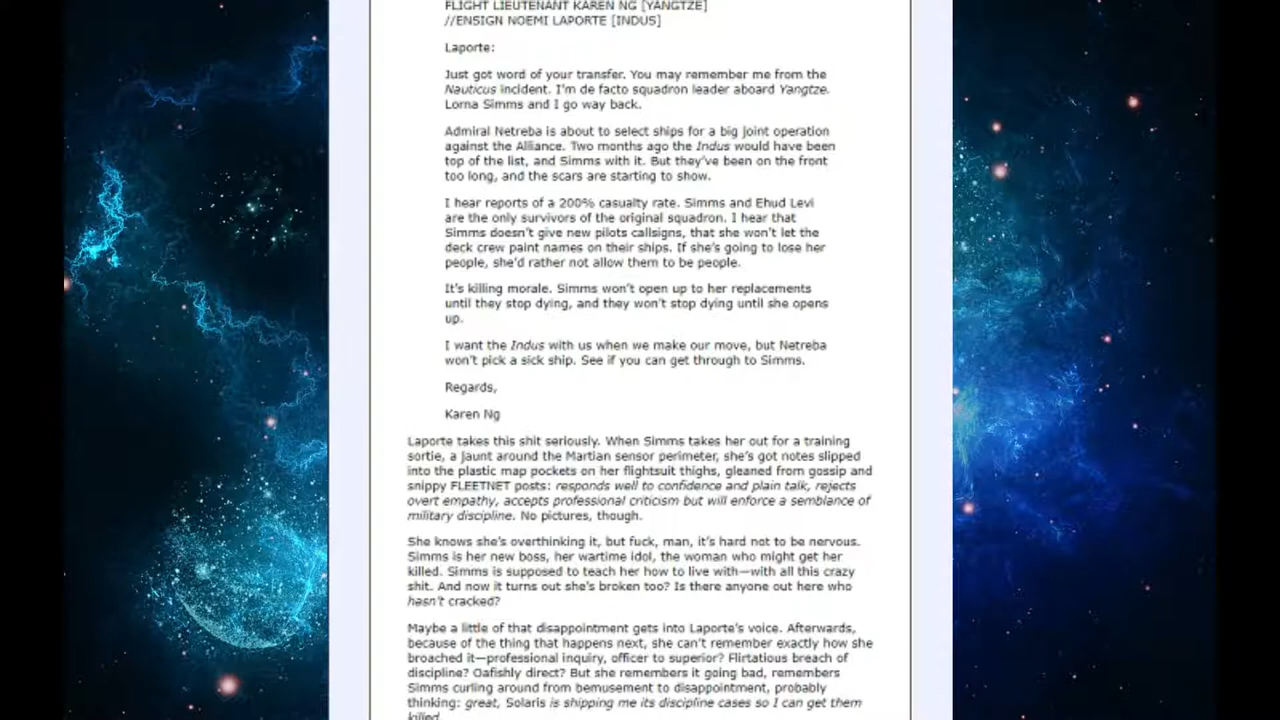 FLIGHT LIEUTENANT KAREN NG [YANGTZE]
//ENSIGN NOEMI LAPORTE [INDUS]
Laporte:
Just got word of your transfer. You may remember me from the
Nauticus incident. I'm de facto squadron leader aboard Yangtze.
Lorna Simms and I go way back.
Admiral Netreba is about to select ships for a big joint operation
against the Alliance. Two months ago the Indus would have been
top of the list, and Simms with it. But they've been on the front
too long, and the scars are starting to show.
I hear reports of a 200% casualty rate. Simms and Ehud Levi
are the only survivors of the original squadron. I hear that
Simms doesn't give new pilots callsigns, that she won't let the
deck crew paint names on their ships. If she's going to lose her
people, she'd rather not allow them to be people.
It's killing morale. Simms won't open up to her replacements
until they stop dying, and they won't stop dying until she opens
up.
I want the Indus with us when we make our move, but Netreba
won't pick a sick ship. See if you can get through to Simms.
Regards,
Karen Ng
Laporte takes this shit seriously. When Simms takes her out for a training
sortie, a jaunt around the Martian sensor perimeter, she's got notes slipped
into the plastic map pockets on her flightsuit thighs, gleaned from gossip and
snippy FLEETNET posts: responds well to confidence and plain talk, rejects
overt empathy, accepts professional criticism but will enforce a semblance of
military discipline. No pictures, though.
She knows she's overthinking it, but fuck, man, it's hard not to be nervous.
Simms is her new boss, her wartime idol, the woman who might get her
killed. Simms is supposed to teach her how to live with—with all this crazy
shit. And now it turns out she's broken too? Is there anyone out here who
hasn't cracked?
Maybe a little of that disappointment gets into Laporte's voice. Afterwards,
because of the thing that happens next, she can't remember exactly how she
broached it—professional inquiry, officer to superior? Flirtatious breach of
discipline? Oafishly direct? But she remembers it going bad, remembers
Simms curling around from bemusement to disappointment, probably
thinking: great, Solaris is shipping me its discipline cases so I can get them
killed.